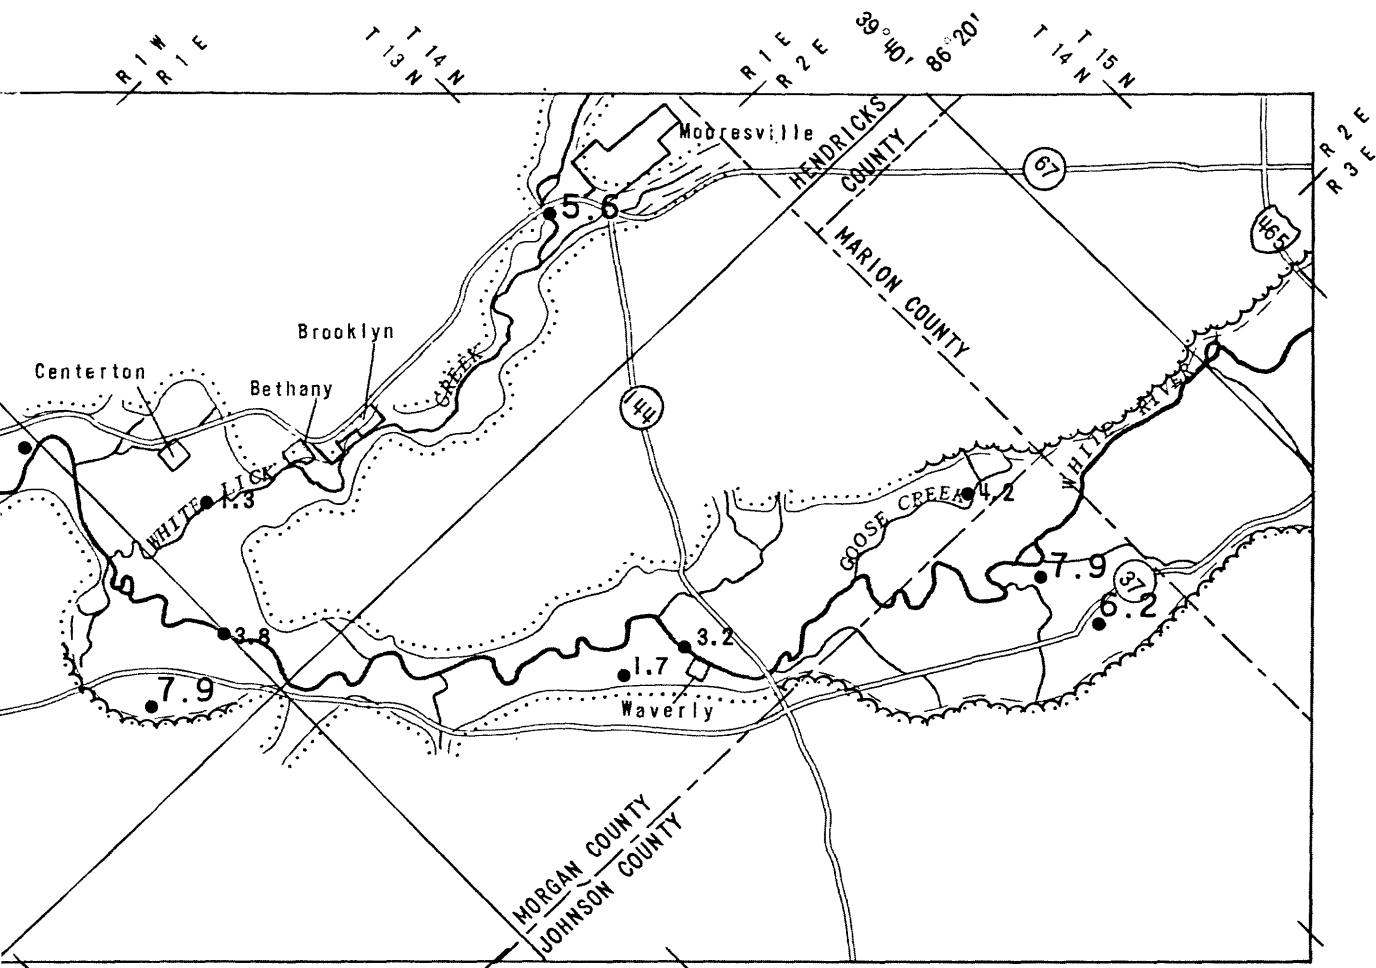 R 1 W
R 1 E
T 14 N
T 13 N
R 1 E
R 2 E
39° 40'
86° 20'
T 15 N
T 14 N
R 2 E
R 3 E
Mooresville
HENDRICKS
COUNTY
67
465
5.6
MARION COUNTY
Brooklyn
Centerton
Bethany
CREEK
44
WHITE RIVER
WHITE LICK
1.3
GOOSE CREEK
4.2
7.9
37
6.2
3.8
3.2
1.7
7.9
Waverly
MORGAN COUNTY
JOHNSON COUNTY